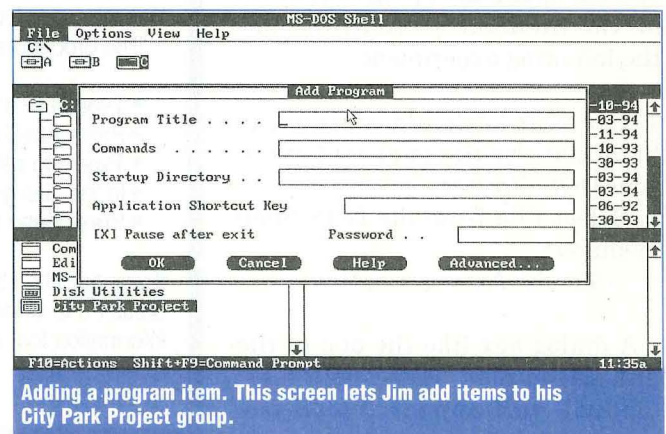 MS-DOS Shell
File Options View Help
C:\
A B C
Add Program
C:
Program Title . . . .
Commands . . . . . .
Startup Directory . .
Application Shortcut Key
[X] Pause after exit Password . .
OK Cancel Help Advanced...
-10-94
-03-94
-11-94
-10-93
-30-93
-03-94
-03-94
-06-92
-30-93
Com
Edi
MS-
Disk Utilities
City Park Project
F10=Actions Shift+F9=Command Prompt 11:35a
Adding a program item. This screen lets Jim add items to his
City Park Project group.